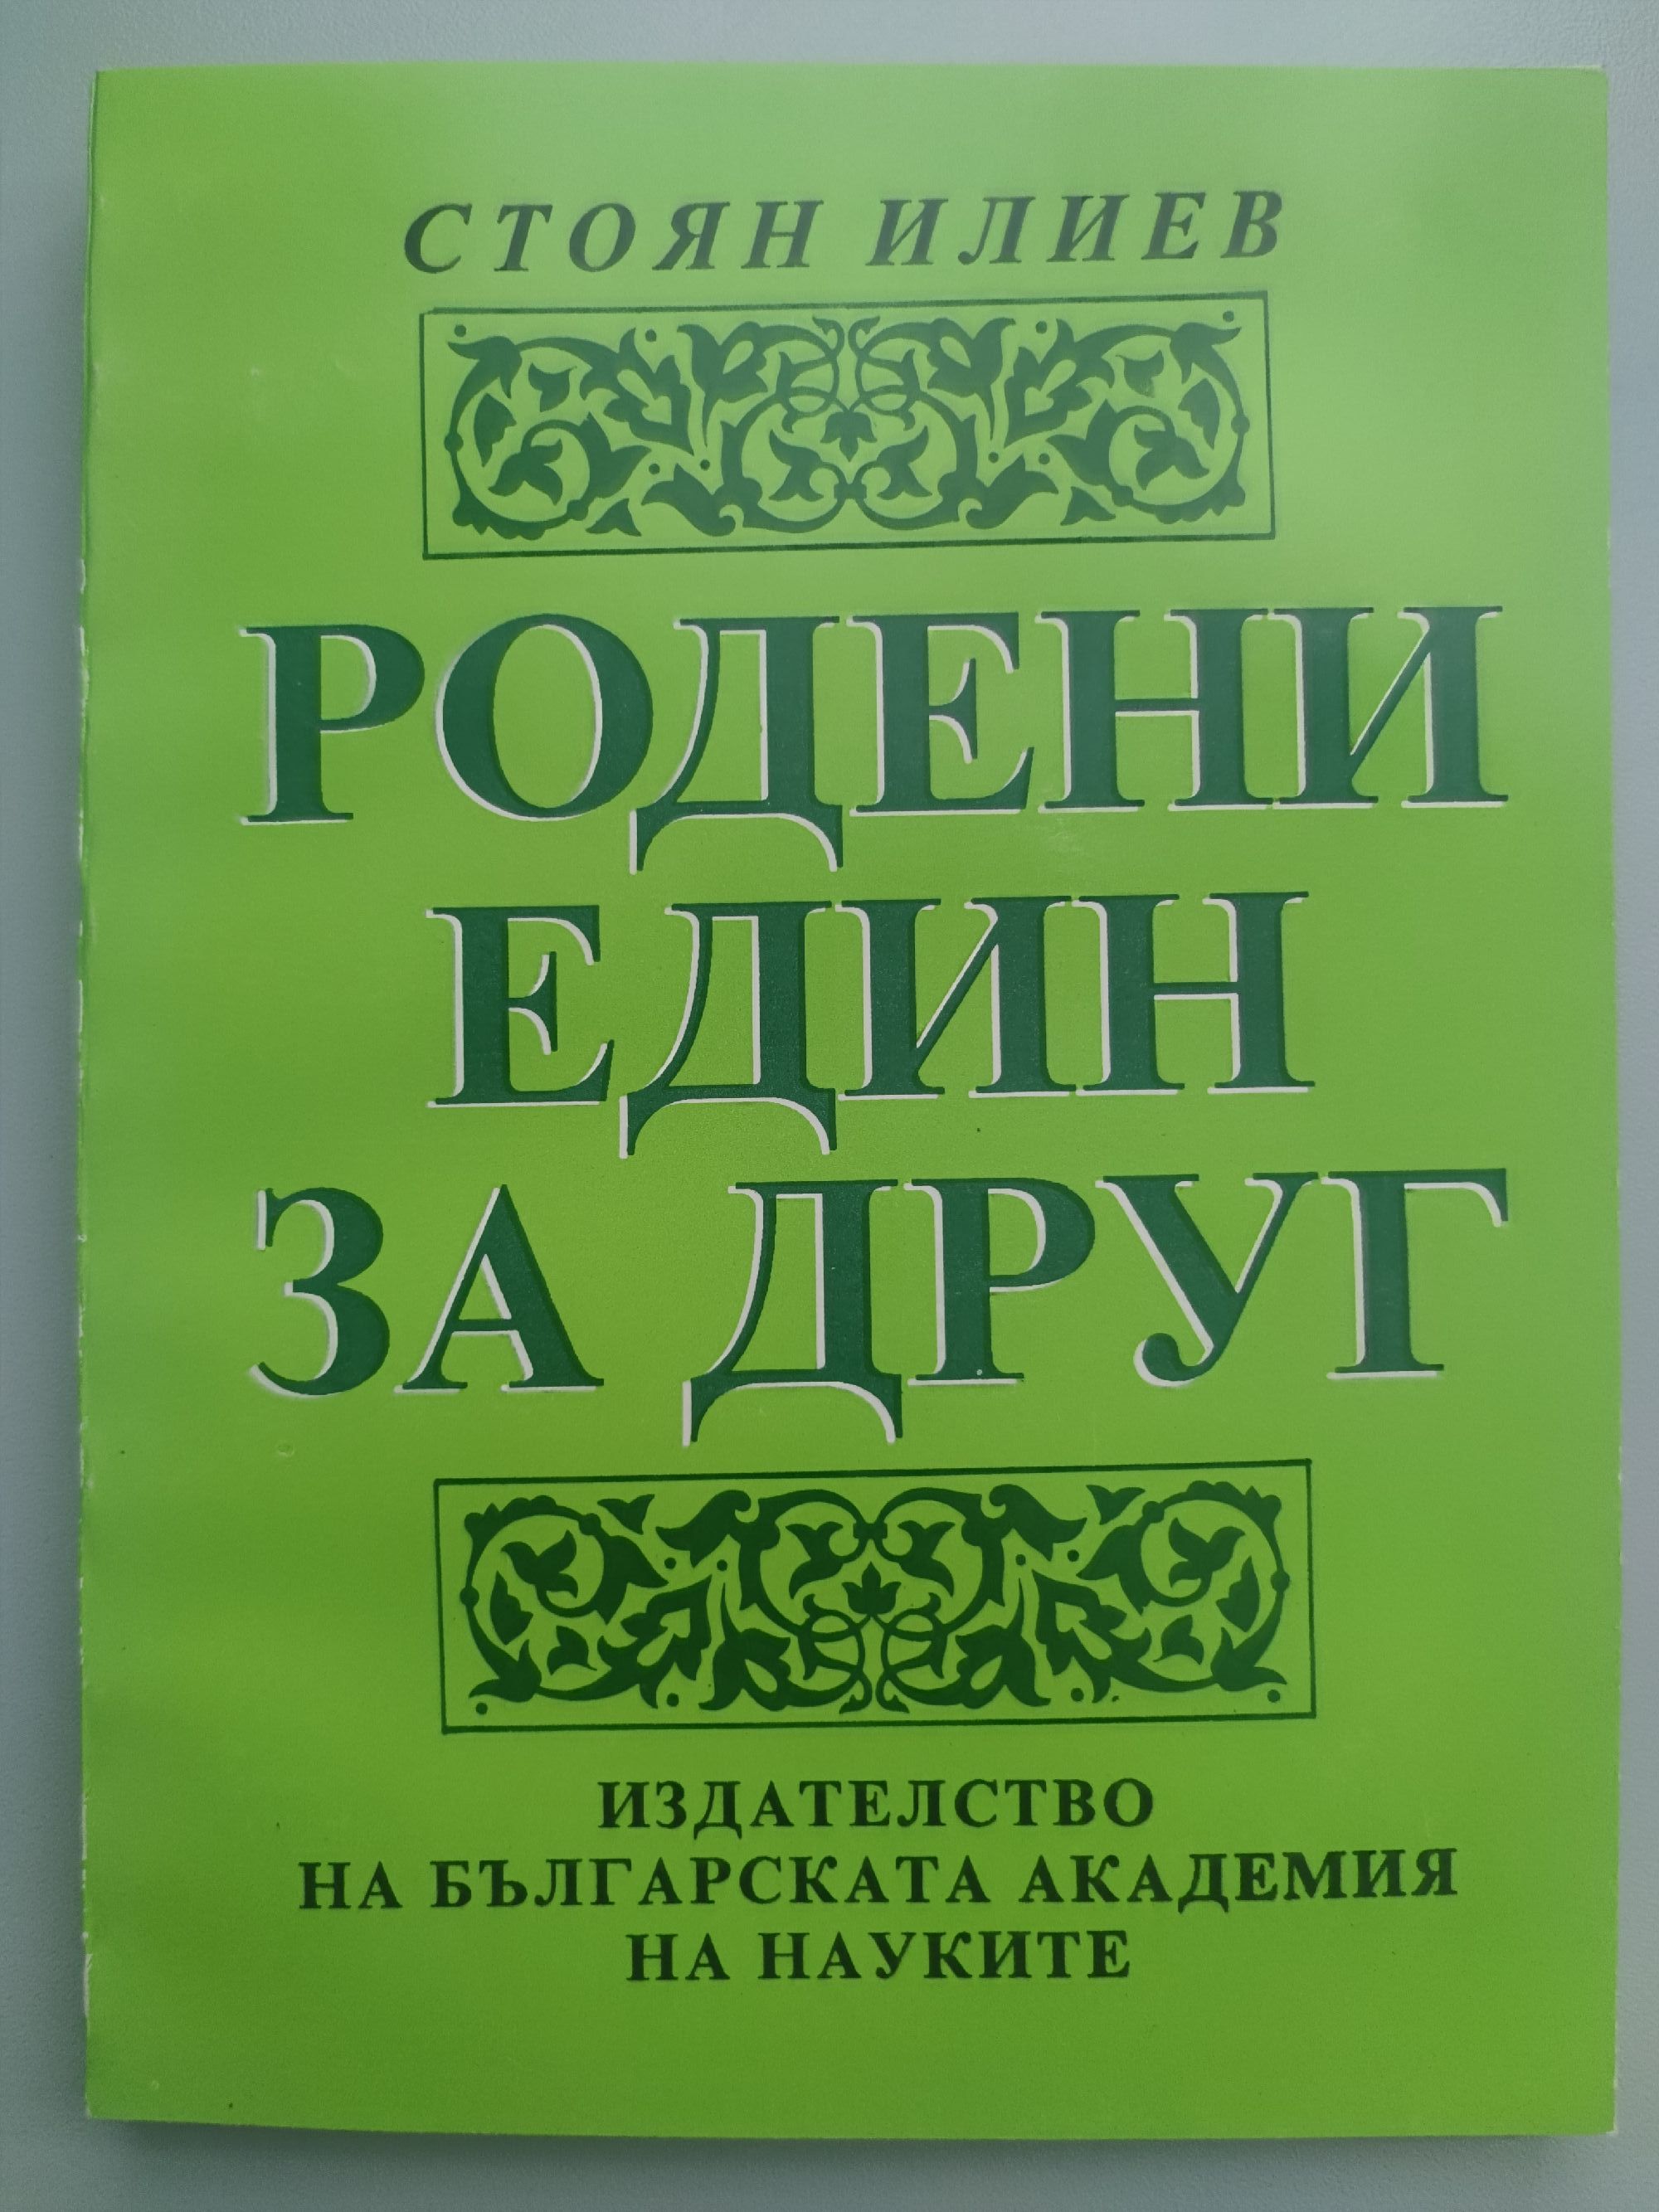 СТОЯН ИЛИЕВ
РОДЕНИ
ЕДИН
ЗА ДРУГ
ИЗДАТЕЛСТВО
НА БЪЛГАРСКАТА АКАДЕМИЯ
НА НАУКИТЕ